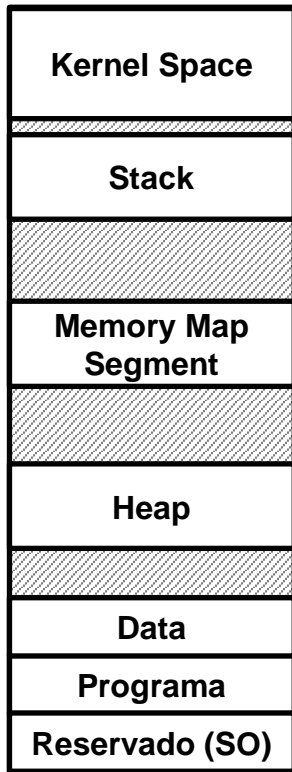 Kernel Space
Stack
Memory Map
Segment
Heap
Data
Programa
Reservado (SO)